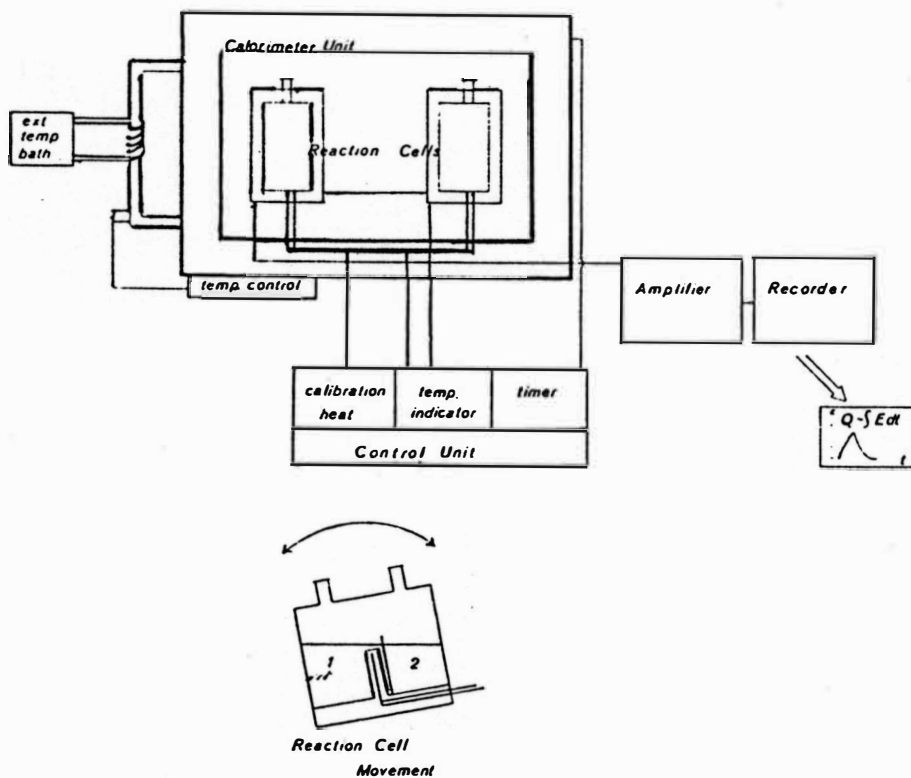 Calorimeter Unit
ext
temp
bath
Reaction Cells
temp. control
Amplifier
Recorder
calibration
heat
temp.
indicator
timer
Control Unit
Q-∫Edt
t
1
2
Reaction Cell
Movement